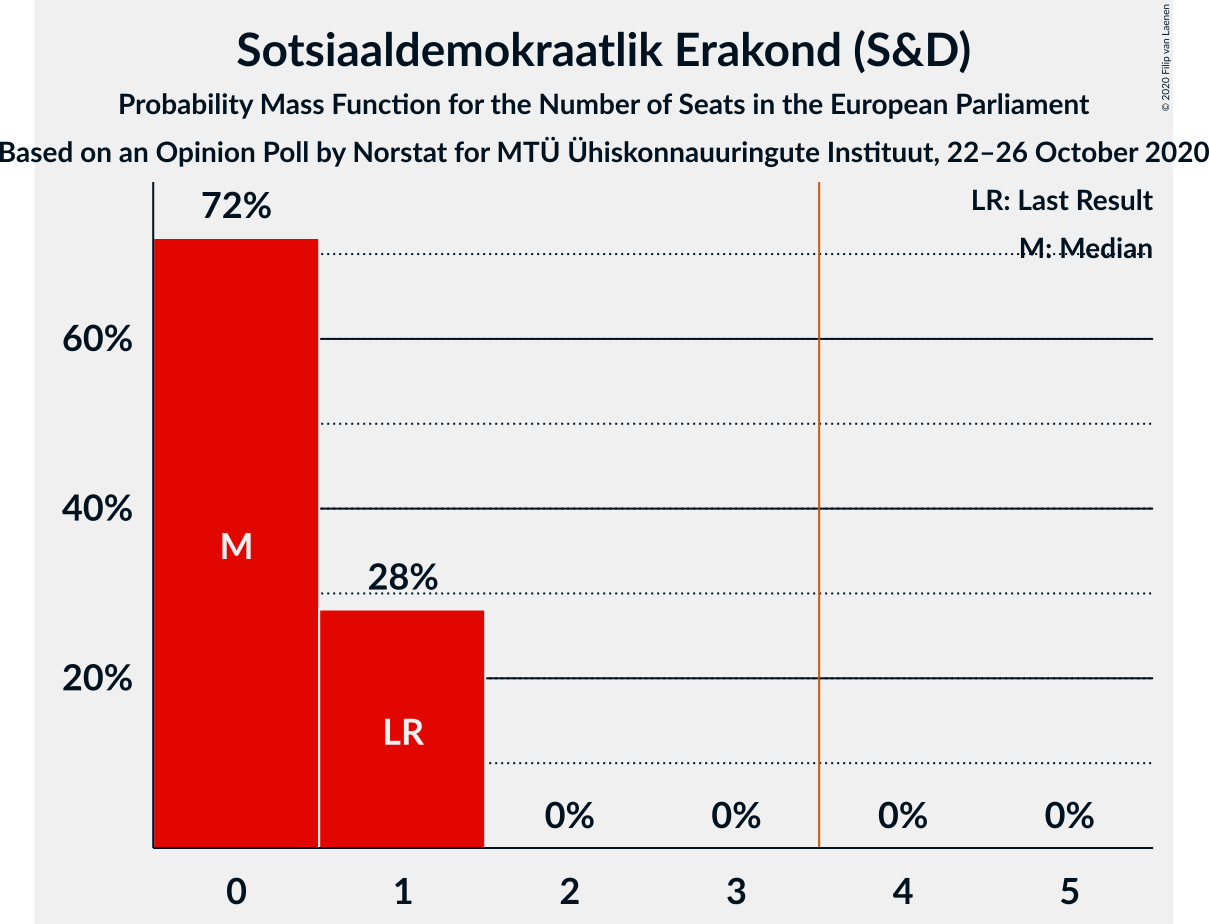 Sotsiaaldemokraatlik Erakond (S&D)
Probability Mass Function for the Number of Seats in the European Parliament
Based on an Opinion Poll by Norstat for MTÜ Ühiskonnauuringute Instituut, 22–26 October 2020
© 2020 Filip van Laenen
LR: Last Result
M: Median
72%
60%
40%
M
28%
20%
LR
0% 0% 0% 0%
0 1 2 3 4 5